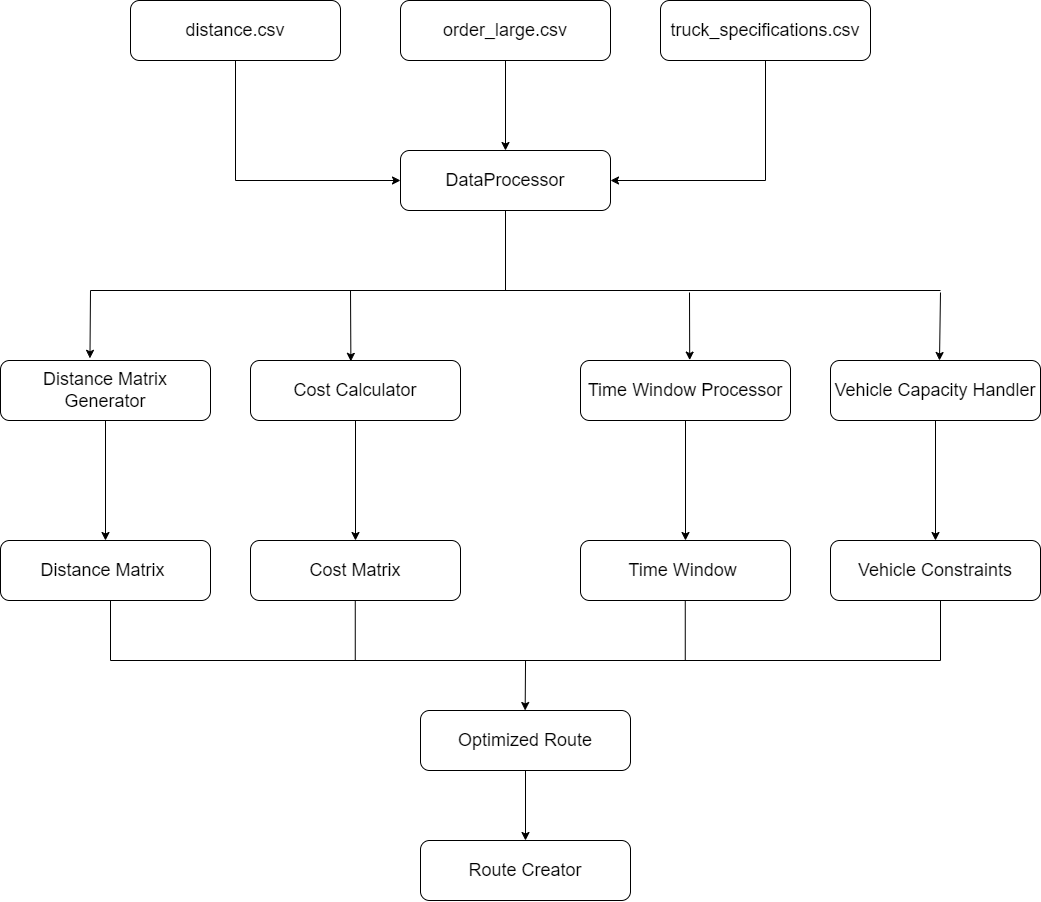 distance.csv
order_large.csv
truck_specifications.csv
DataProcessor
Distance Matrix
Generator
Cost Calculator
Time Window Processor
Vehicle Capacity Handler
Distance Matrix
Cost Matrix
Time Window
Vehicle Constraints
Optimized Route
Route Creator